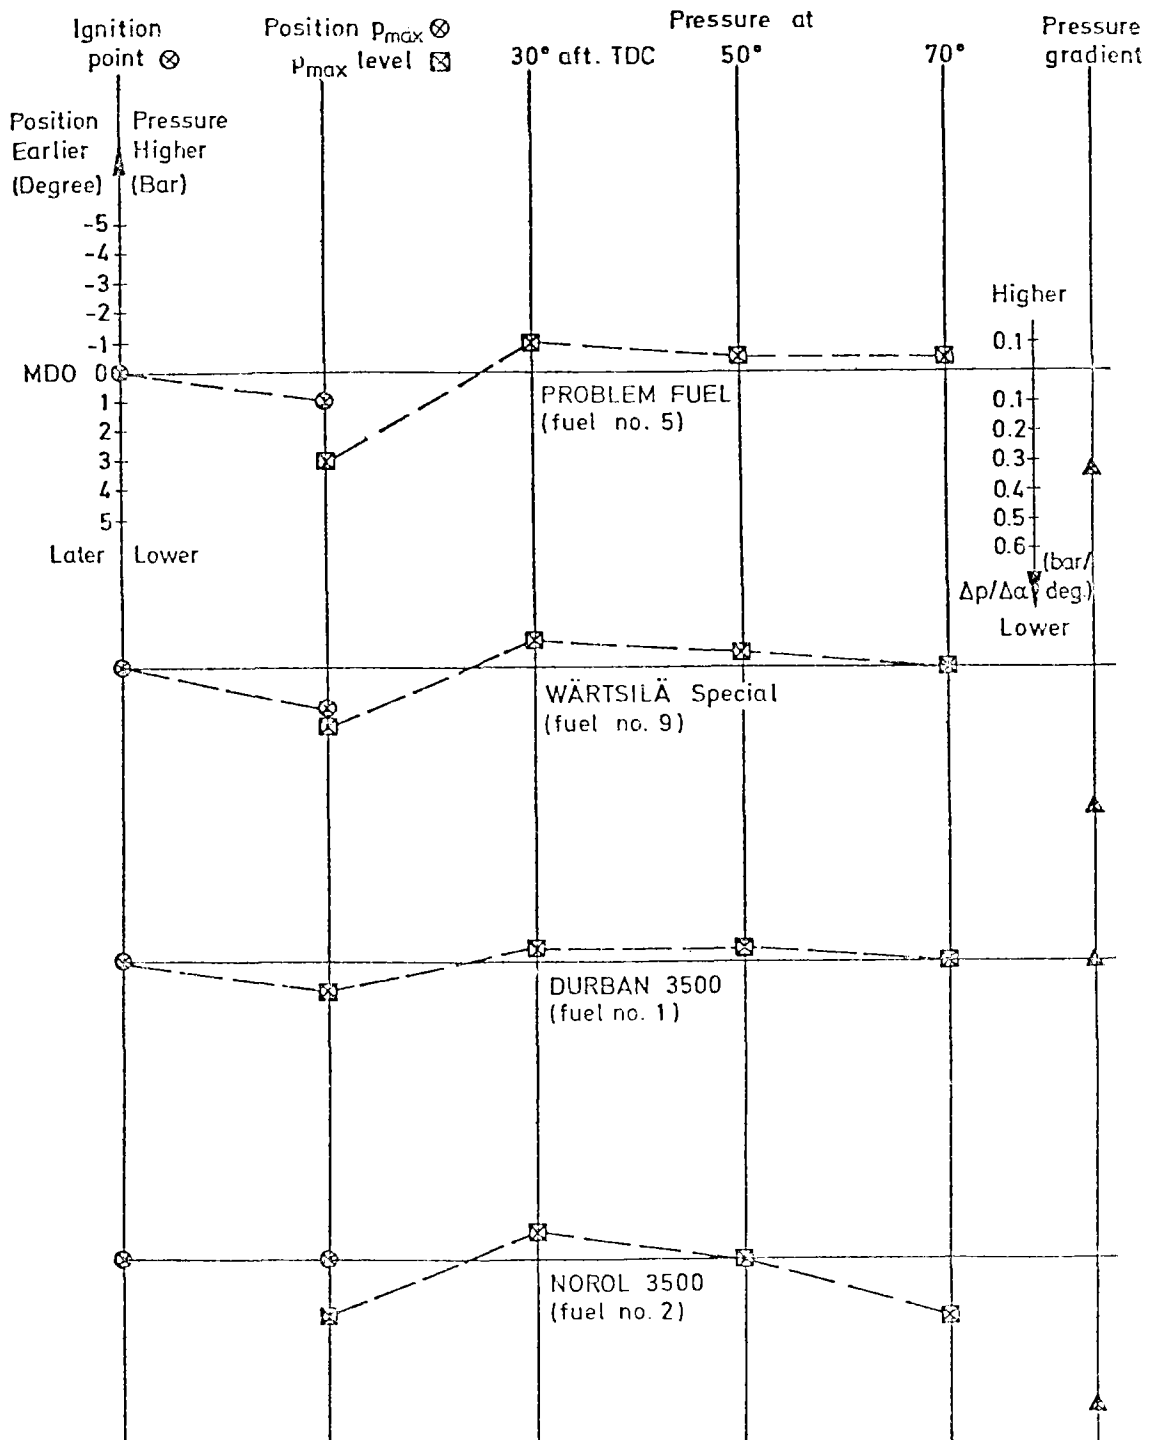 Ignition
point ⊗
Position pmax ⊗
pmax level ⊠
Pressure at
30° aft. TDC
50°
70°
Pressure
gradient
Position
Earlier
(Degree)
Pressure
Higher
(Bar)
-5
-4
-3
-2
-1
MDO 0
1
2
3
4
5
Later
Lower
Higher
0.1
0.1
0.2
0.3
0.4
0.5
0.6
(bar/
Δp/Δα deg.)
Lower
PROBLEM FUEL
(fuel no. 5)
WÄRTSILÄ Special
(fuel no. 9)
DURBAN 3500
(fuel no. 1)
NOROL 3500
(fuel no. 2)